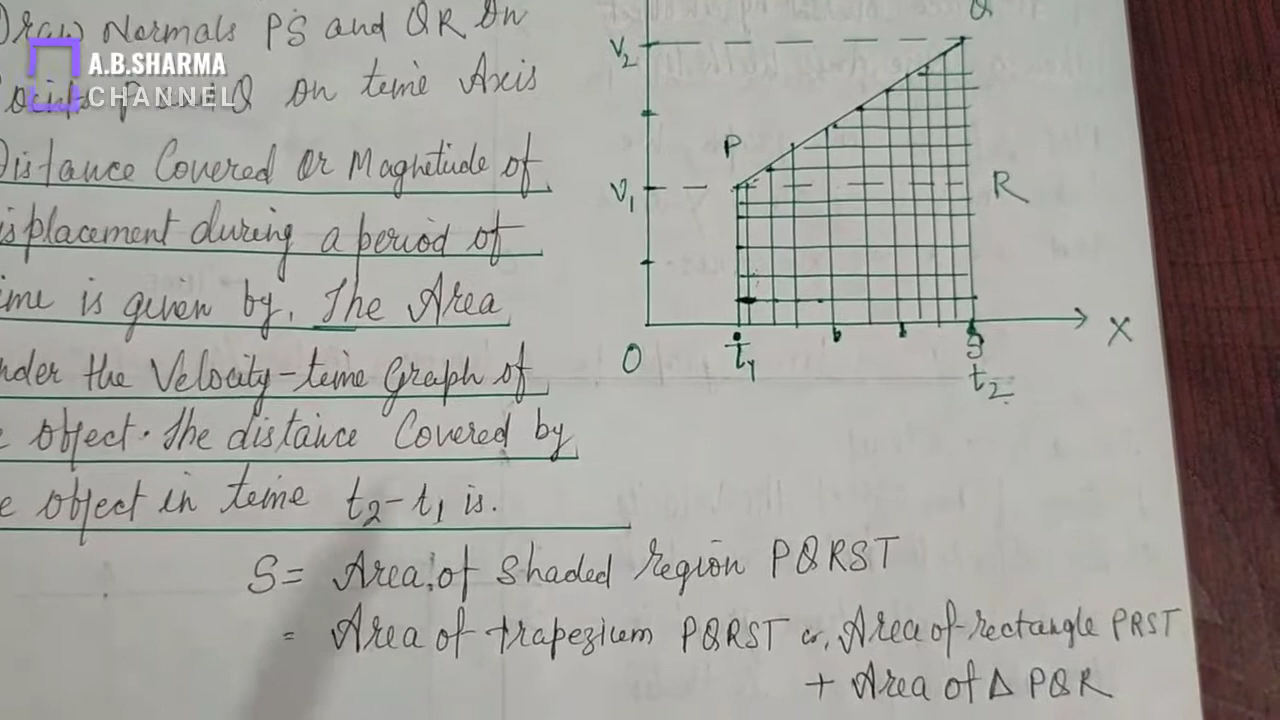 Draw Normals PS and QR on
A.B.SHARMA
CHANNEL
on time Axis
Distance Covered or Magnetude of
isplacement during a period of
ime is given by. The Area
nder the Velocity-time Graph of
e object. The distance Covered by
e object in time t₂-t₁ is.
S = Area of Shaded region PQRST
= Area of trapezium PQRST or, Area of rectangle PRST
+ Area of Δ PQR
Q
V₂
P
V₁
R
O
t₁
S
t₂
X